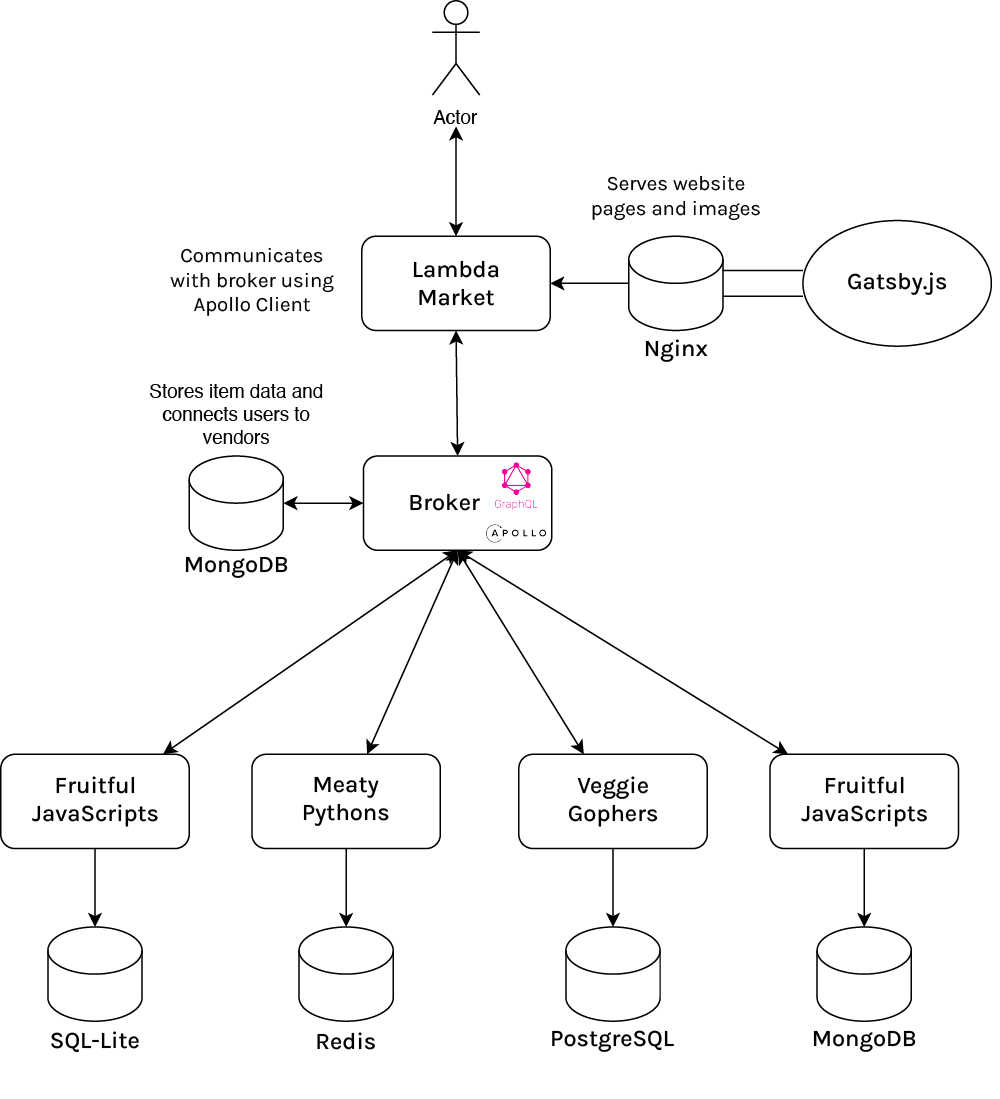 Actor
Serves website
pages and images
Communicates
with broker using
Apollo Client
Lambda
Market
Gatsby.js
Nginx
Stores item data and
connects users to
vendors
Broker
GraphQL
APOLLO
MongoDB
Fruitful
JavaScripts
Meaty
Pythons
Veggie
Gophers
Fruitful
JavaScripts
SQL-Lite
Redis
PostgreSQL
MongoDB